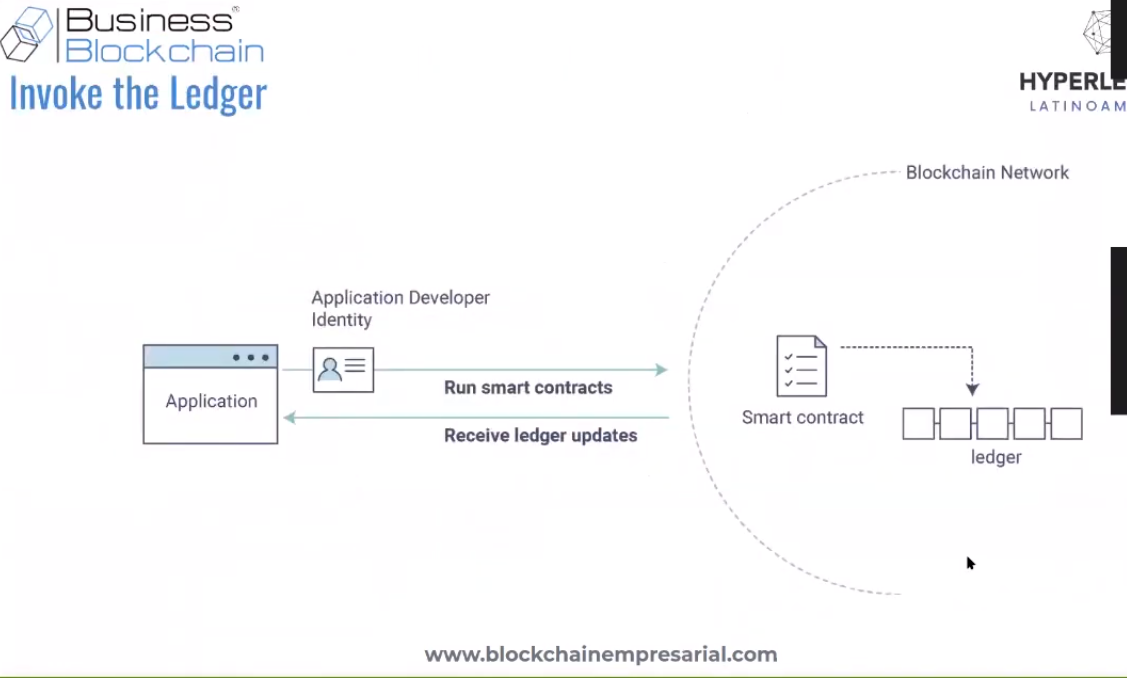 Business
Blockchain
Invoke the Ledger
LATINOAM
Blockchain Network
Application Developer
Identity
Application
Run smart contracts
Receive ledger updates
Smart contract
ledger
www.blockchainempresarial.com
HYPERLE